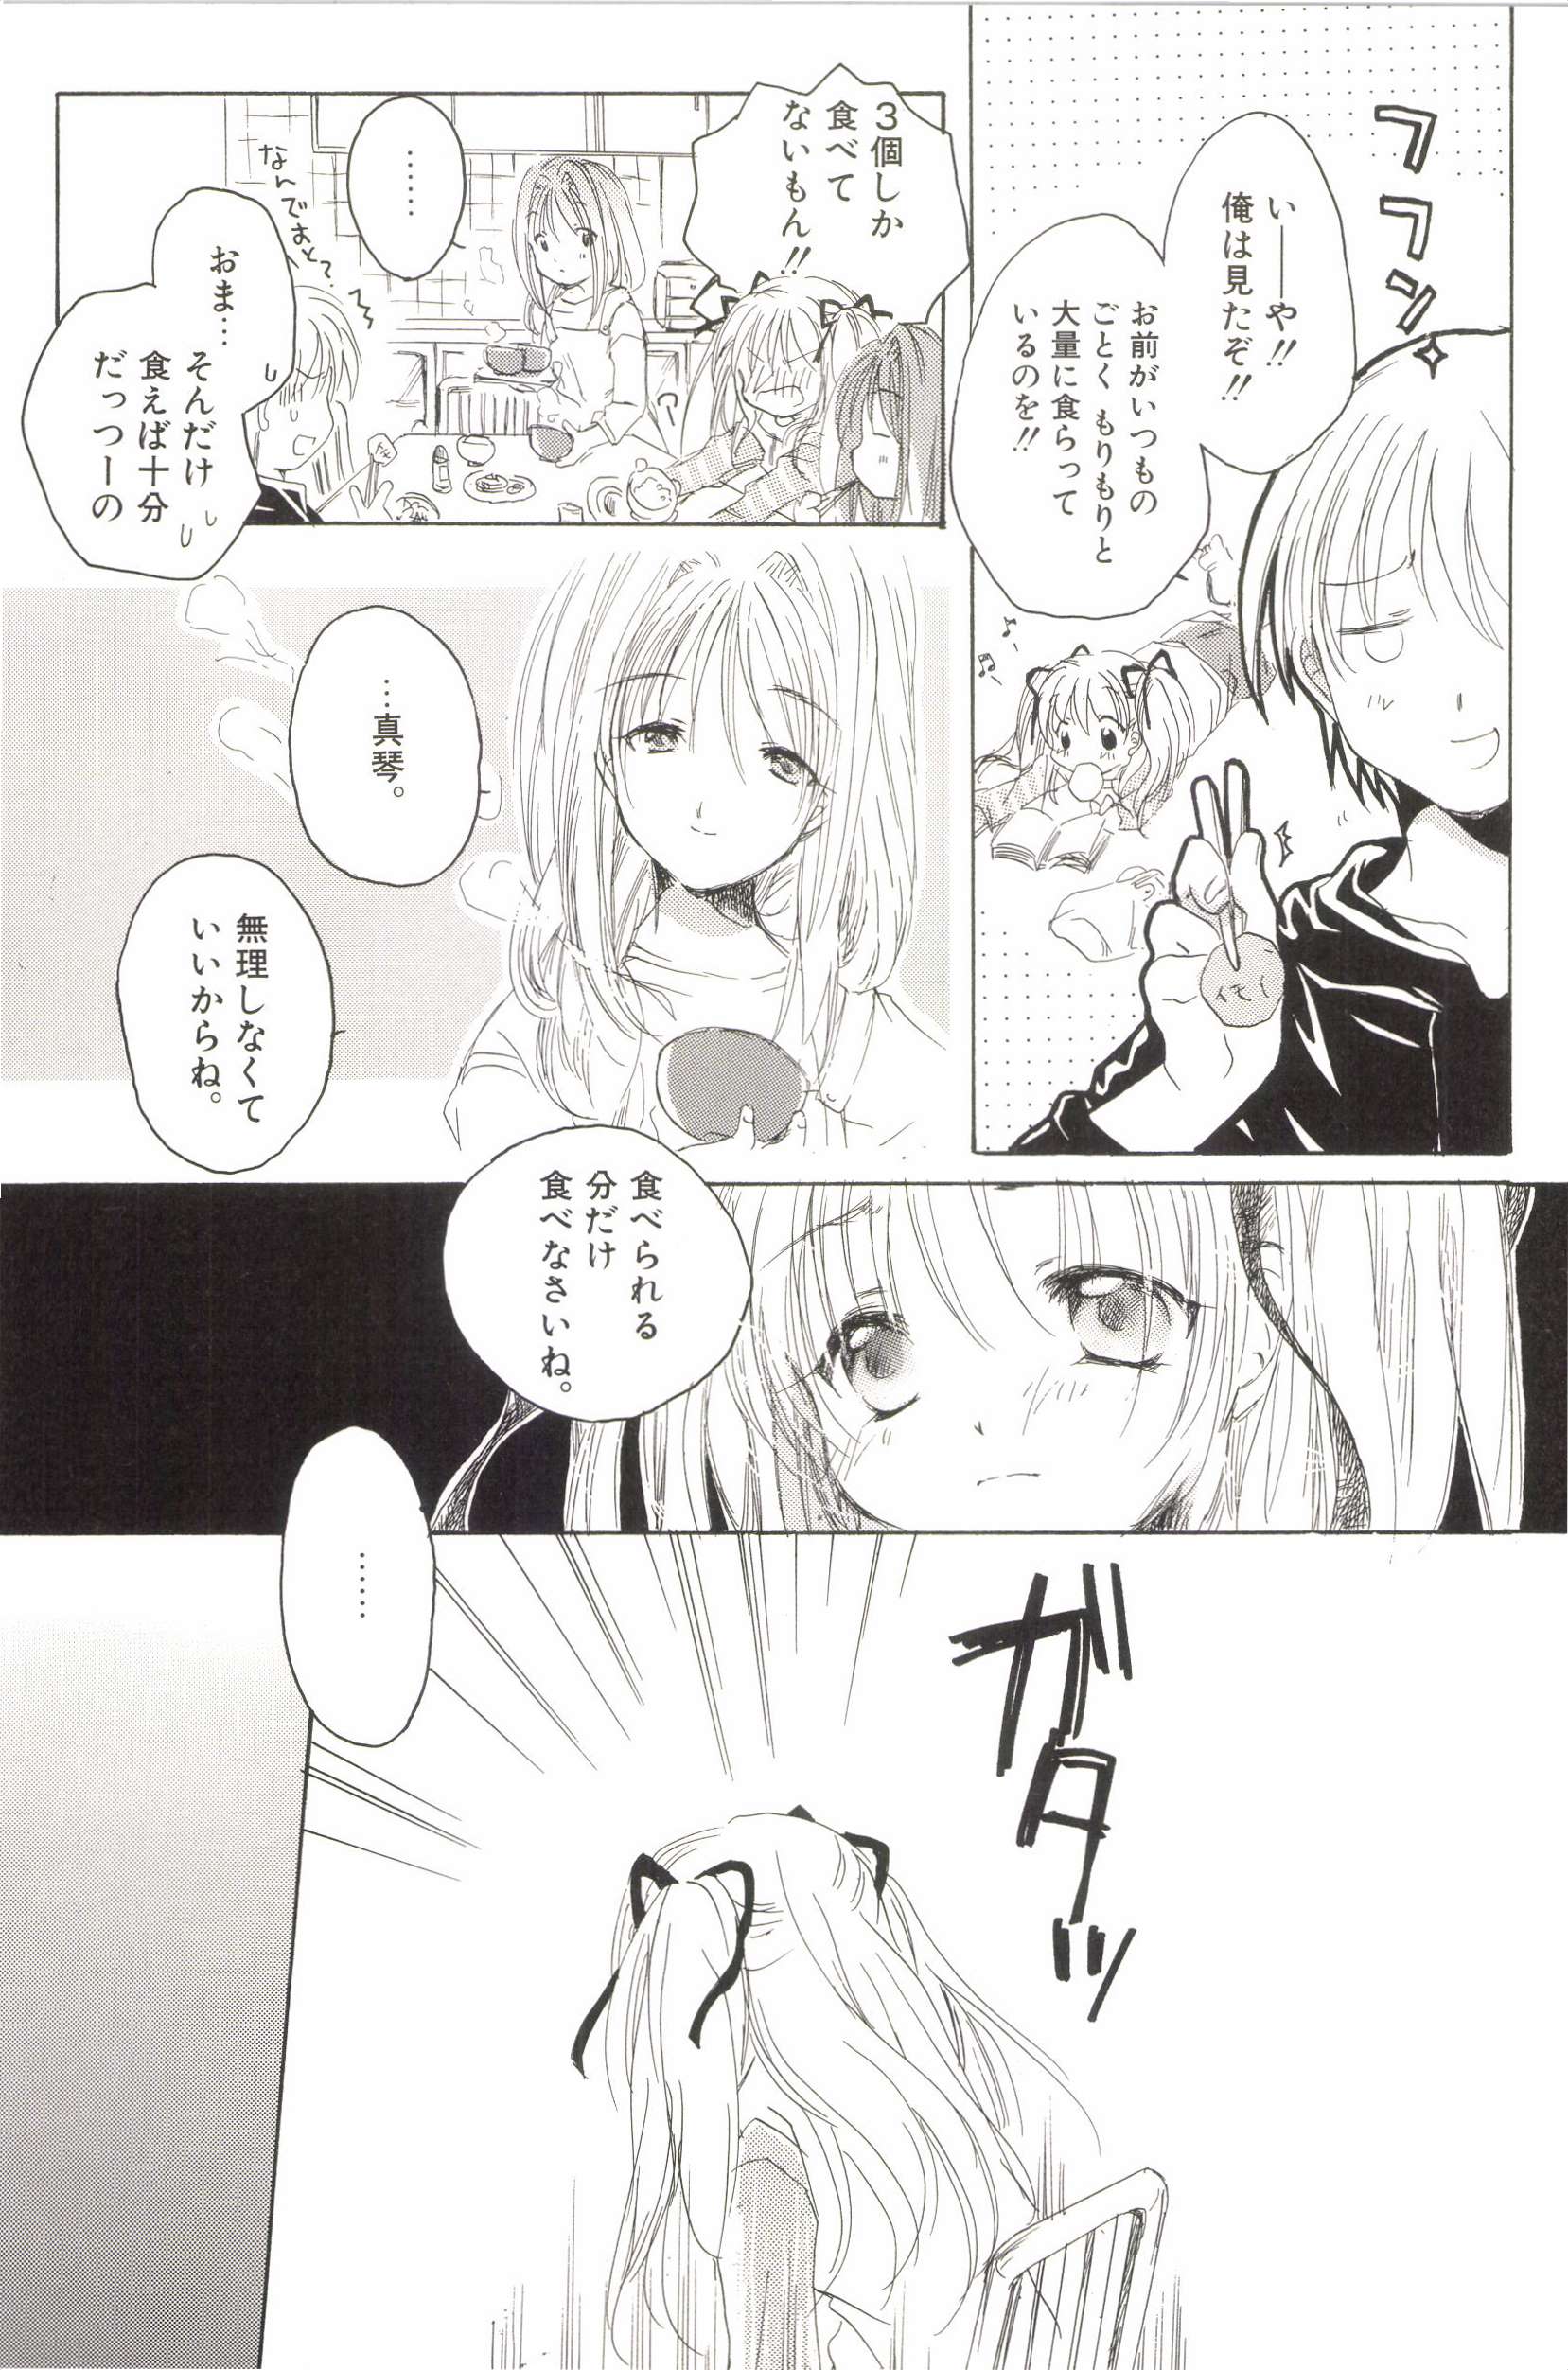 フフン
い――や!!
俺は見たぞ!!
お前がいつもの
ごとく もりもりと
大量に食らって
いるのを!!
イモ
3個しか
食べて
ないもん!!
……
なんでおとー?
おま…
そんだけ
食えば十分
だっつーの
…真琴。
無理しなくて
いいからね。
食べられる
分だけ
食べなさいね。
……
ガタッ